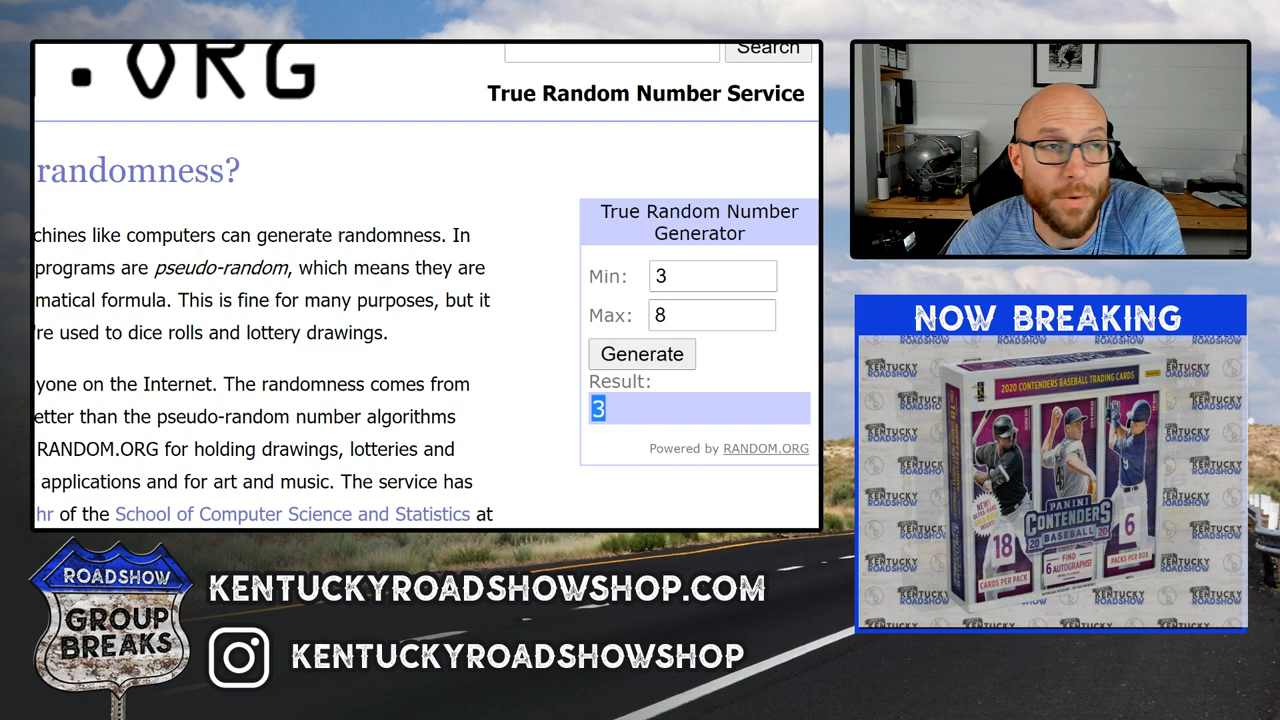 .ORG
Search
True Random Number Service
randomness?
chines like computers can generate randomness. In
programs are pseudo-random, which means they are
matical formula. This is fine for many purposes, but it
're used to dice rolls and lottery drawings.
yone on the Internet. The randomness comes from
etter than the pseudo-random number algorithms
RANDOM.ORG for holding drawings, lotteries and
applications and for art and music. The service has
hr of the School of Computer Science and Statistics at
True Random Number
Generator
Min: 3
Max: 8
Generate
Result:
3
Powered by RANDOM.ORG
NOW BREAKING
KENTUCKY
ROADSHOW
2020 CONTENDERS BASEBALL TRADING CARDS
PANINI
CONTENDERS
20 BASEBALL 20
18
CARDS PER PACK
FIND
6 AUTOGRAPHS!
6
PACKS PER BOX
ROADSHOW
GROUP
BREAKS
KENTUCKYROADSHOWSHOP.COM
KENTUCKYROADSHOWSHOP